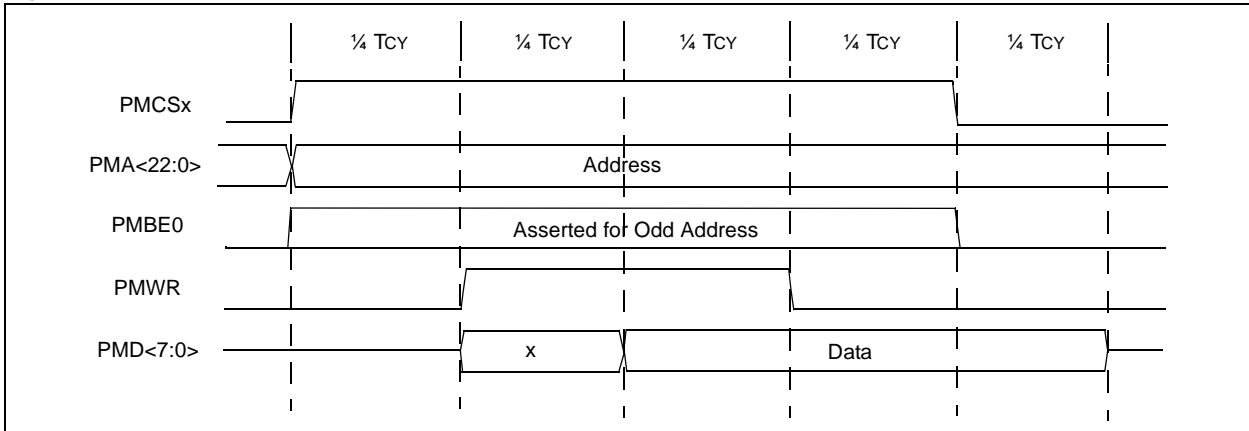 ¼ TCY ¼ TCY ¼ TCY ¼ TCY ¼ TCY
PMCSx
PMA<22:0> Address
PMBE0 Asserted for Odd Address
PMWR
PMD<7:0> x Data